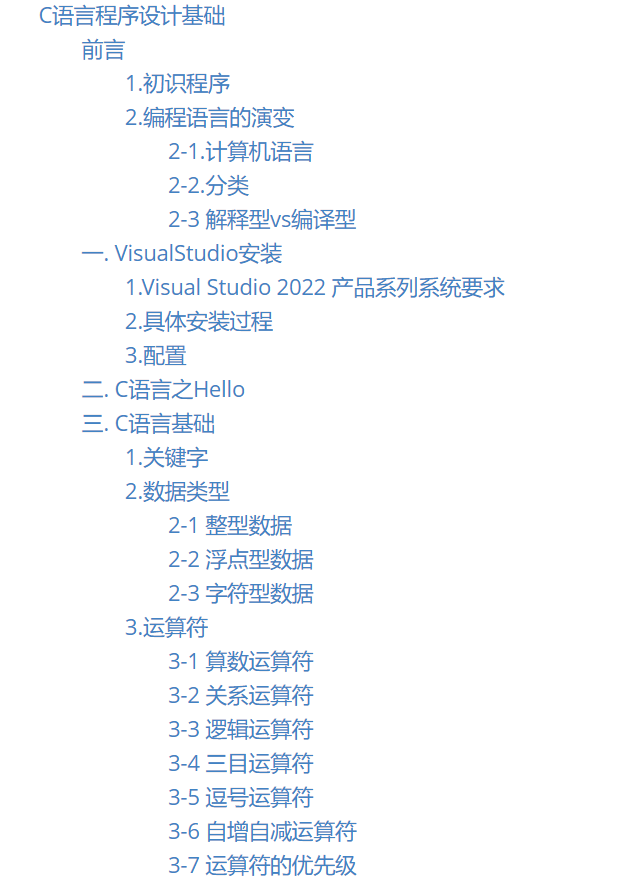 C语言程序设计基础
前言
1.初识程序
2.编程语言的演变
2-1.计算机语言
2-2.分类
2-3 解释型vs编译型
一. VisualStudio安装
1.Visual Studio 2022 产品系列系统要求
2.具体安装过程
3.配置
二. C语言之Hello
三. C语言基础
1.关键字
2.数据类型
2-1 整型数据
2-2 浮点型数据
2-3 字符型数据
3.运算符
3-1 算数运算符
3-2 关系运算符
3-3 逻辑运算符
3-4 三目运算符
3-5 逗号运算符
3-6 自增自减运算符
3-7 运算符的优先级